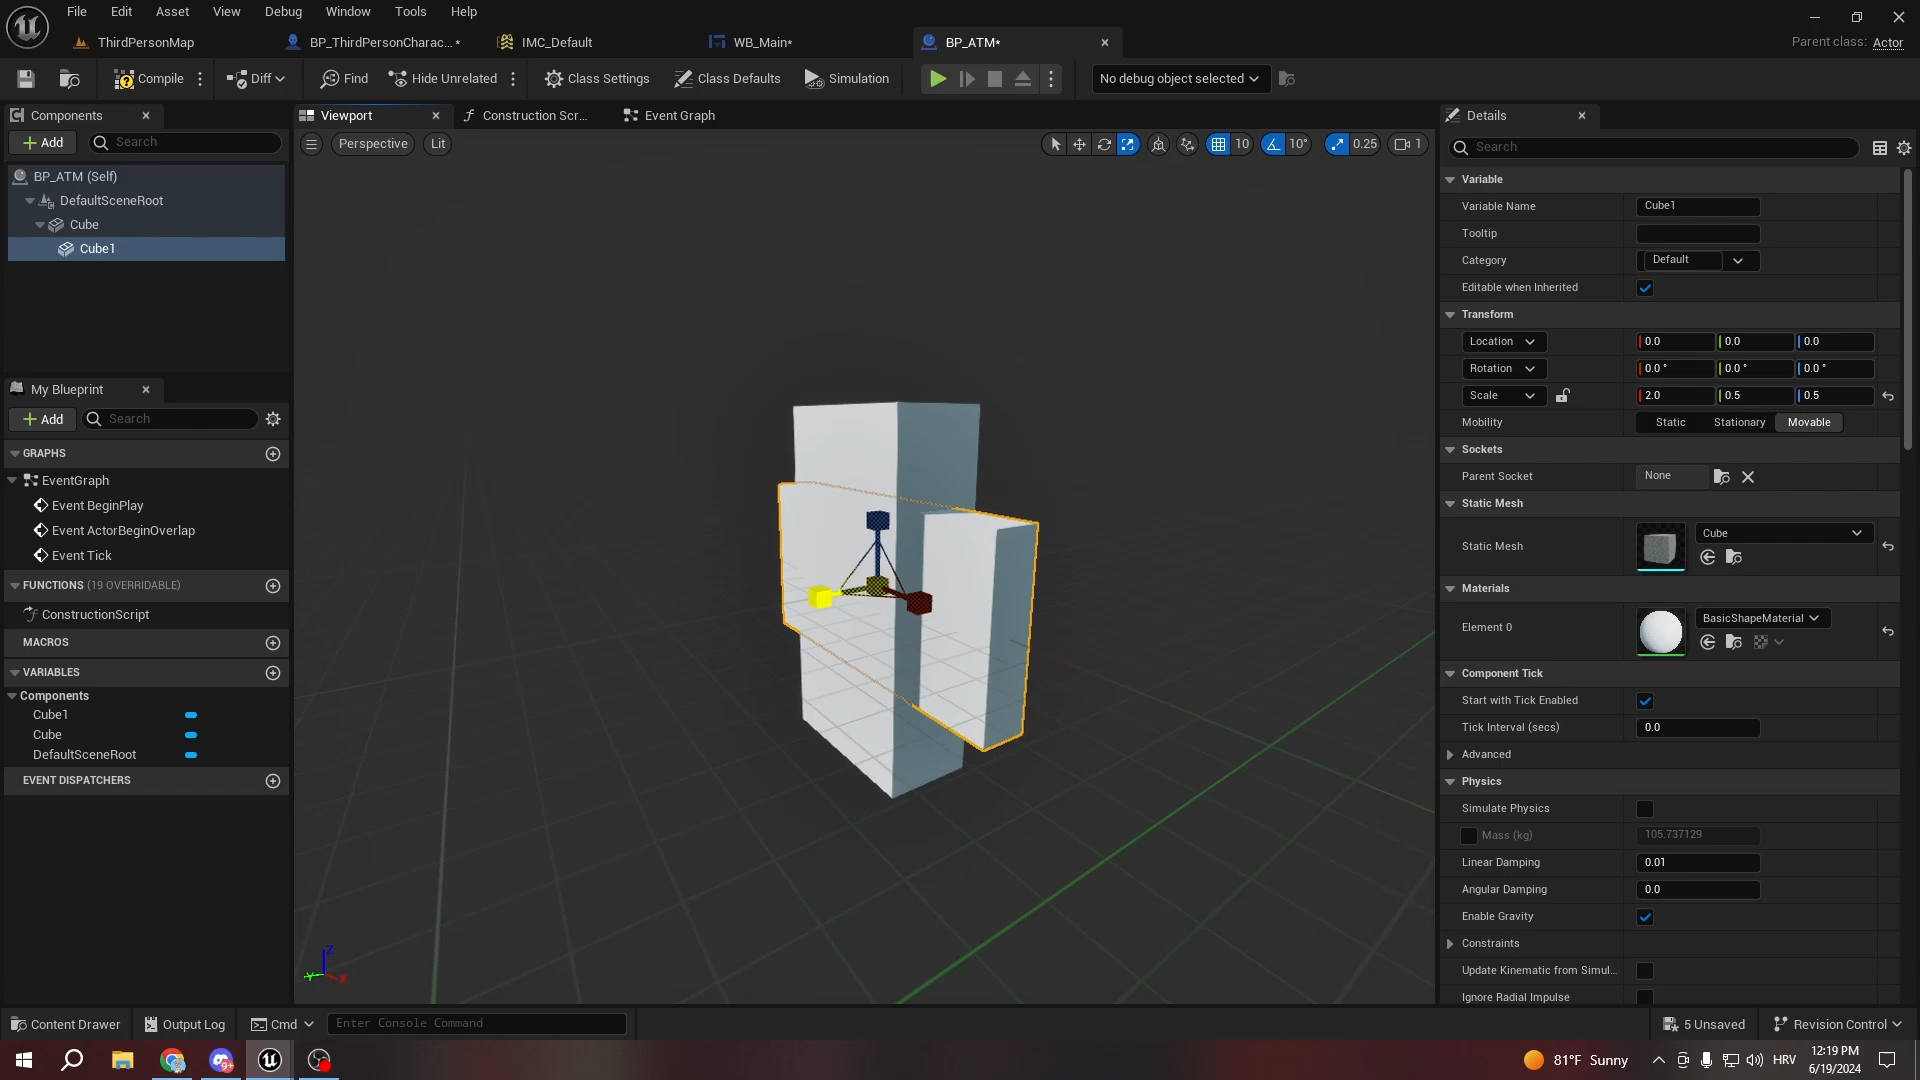 File Edit Asset View Debug Window Tools Help
ThirdPersonMap BP_ThirdPersonCharac...* IMC_Default WB_Main* BP_ATM*
Parent class: Actor
Compile Diff Find Hide Unrelated Class Settings Class Defaults Simulation No debug object selected
Components
Add Search
BP_ATM (Self)
DefaultSceneRoot
Cube
Cube1
My Blueprint
Add Search
GRAPHS
EventGraph
Event BeginPlay
Event ActorBeginOverlap
Event Tick
FUNCTIONS (19 OVERRIDABLE)
ConstructionScript
MACROS
VARIABLES
Components
Cube1
Cube
DefaultSceneRoot
EVENT DISPATCHERS
Viewport Construction Scr... Event Graph
Perspective Lit 10 10° 0.25 1
Z
Y X
Details
Search
Variable
Variable Name Cube1
Tooltip
Category Default
Editable when Inherited
Transform
Location 0.0 0.0 0.0
Rotation 0.0 ° 0.0 ° 0.0 °
Scale 2.0 0.5 0.5
Mobility Static Stationary Movable
Sockets
Parent Socket None
Static Mesh
Static Mesh Cube
Materials
Element 0 BasicShapeMaterial
Component Tick
Start with Tick Enabled
Tick Interval (secs) 0.0
Advanced
Physics
Simulate Physics
Mass (kg) 105.737129
Linear Damping 0.01
Angular Damping 0.0
Enable Gravity
Constraints
Update Kinematic from Simul...
Ignore Radial Impulse
Content Drawer Output Log Cmd Enter Console Command 5 Unsaved Revision Control
9+ 81°F Sunny HRV 12:19 PM
6/19/2024